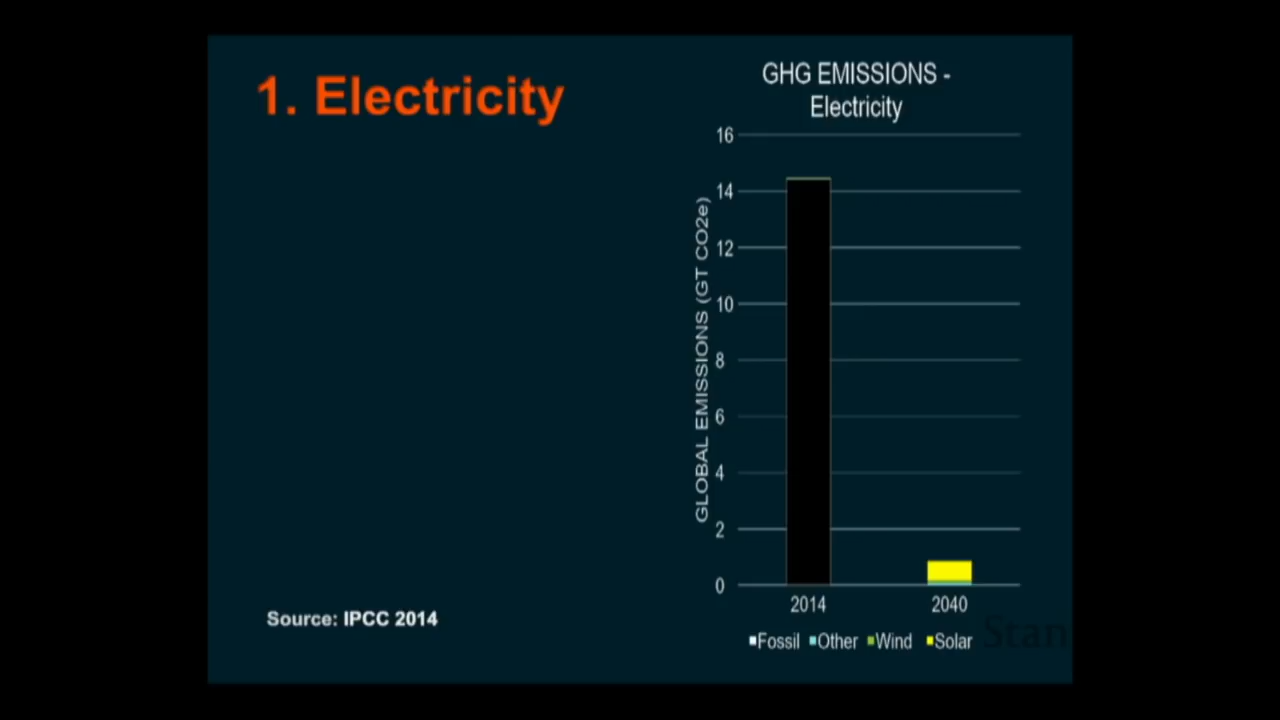 1. Electricity
GHG EMISSIONS -
Electricity
GLOBAL EMISSIONS (GT CO2e)
16
14
12
10
8
6
4
2
0
2014 2040
Fossil Other Wind Solar
Source: IPCC 2014
Stan